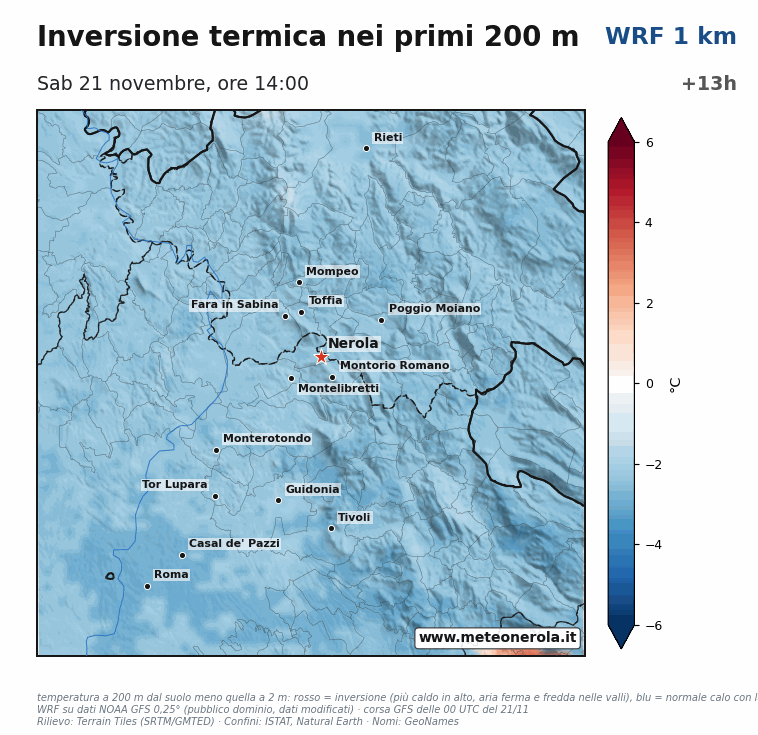 Inversione termica nei primi 200 m
WRF 1 km
Sab 21 novembre, ore 14:00
+13h
Rieti
Mompeo
Fara in Sabina
Toffia
Poggio Moiano
Nerola
Montorio Romano
Montelibretti
Monterotondo
Tor Lupara
Guidonia
Tivoli
Casal de' Pazzi
Roma
www.meteonerola.it
6
4
2
0
−2
−4
−6
°C
temperatura a 200 m dal suolo meno quella a 2 m: rosso = inversione (più caldo in alto, aria ferma e fredda nelle valli), blu = normale calo con l
WRF su dati NOAA GFS 0,25° (pubblico dominio, dati modificati) · corsa GFS delle 00 UTC del 21/11
Rilievo: Terrain Tiles (SRTM/GMTED) · Confini: ISTAT, Natural Earth · Nomi: GeoNames